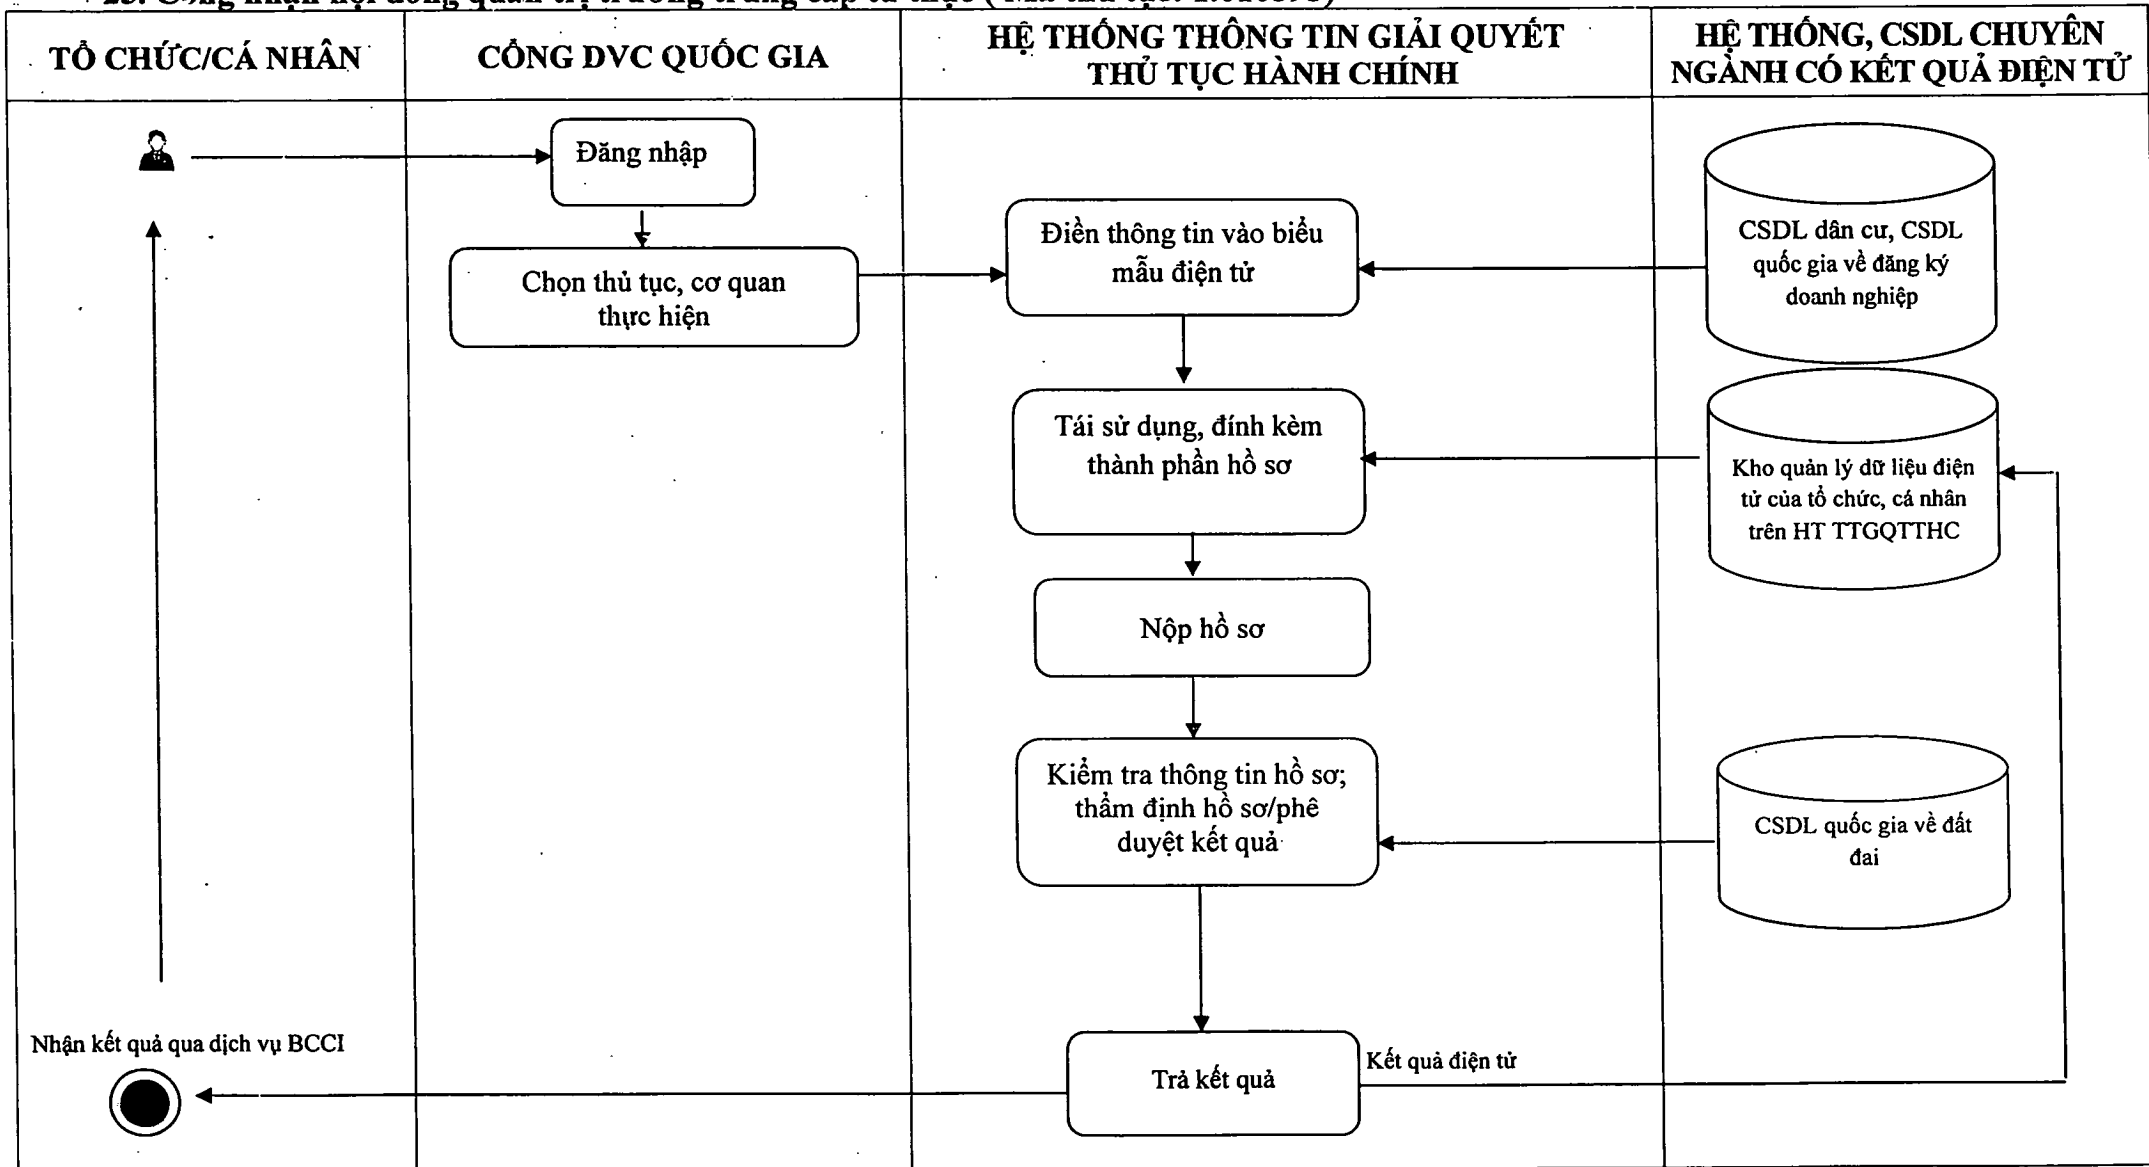 TỔ CHỨC/CÁ NHÂN
CỔNG DVC QUỐC GIA
HỆ THỐNG THÔNG TIN GIẢI QUYẾT
THỦ TỤC HÀNH CHÍNH
HỆ THỐNG, CSDL CHUYÊN
NGÀNH CÓ KẾT QUẢ ĐIỆN TỬ
Đăng nhập
Chọn thủ tục, cơ quan
thực hiện
Điền thông tin vào biểu
mẫu điện tử
CSDL dân cư, CSDL
quốc gia về đăng ký
doanh nghiệp
Tái sử dụng, đính kèm
thành phần hồ sơ
Kho quản lý dữ liệu điện
tử của tổ chức, cá nhân
trên HT TTGQTTHC
Nộp hồ sơ
Kiểm tra thông tin hồ sơ;
thẩm định hồ sơ/phê
duyệt kết quả
CSDL quốc gia về đất
đai
Nhận kết quả qua dịch vụ BCCI
Trả kết quả
Kết quả điện tử